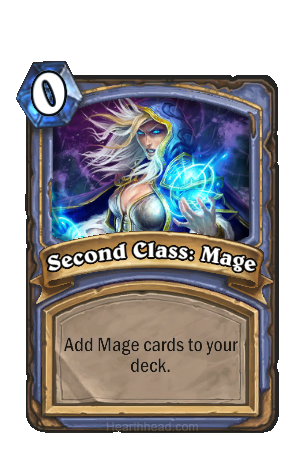 0
Second Class: Mage
Add Mage cards to your
deck.
Hearthhead.com